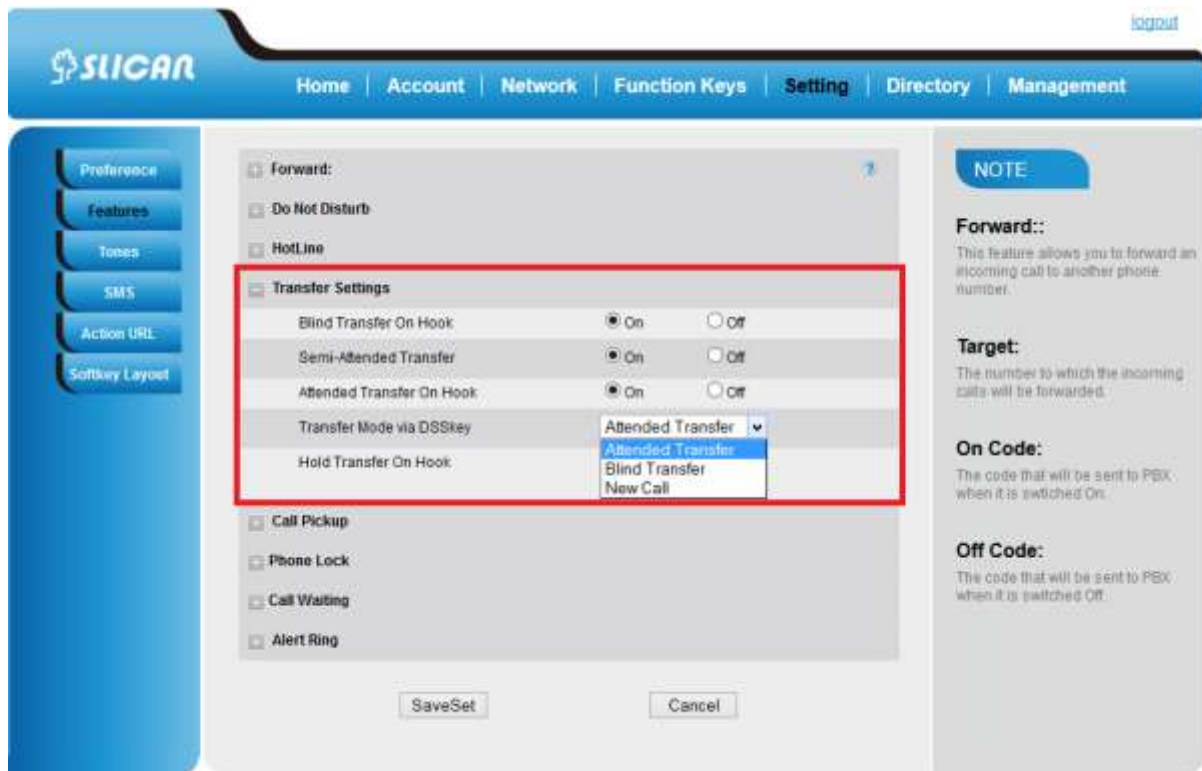 logout
SLICAN
Home | Account | Network | Function Keys | Setting | Directory | Management
Preference
Features
Tones
SMS
Action URL
Softkey Layout
Forward: ?
Do Not Disturb
HotLine
Transfer Settings
Blind Transfer On Hook On Off
Semi-Attended Transfer On Off
Attended Transfer On Hook On Off
Transfer Mode via DSSkey Attended Transfer
Attended Transfer
Hold Transfer On Hook Blind Transfer
New Call
Call Pickup
Phone Lock
Call Waiting
Alert Ring
SaveSet Cancel
NOTE
Forward::
This feature allows you to forward an
incoming call to another phone
number.
Target:
The number to which the incoming
calls will be forwarded.
On Code:
The code that will be sent to PBX
when it is swtiched On.
Off Code:
The code that will be sent to PBX
when it is switched Off.